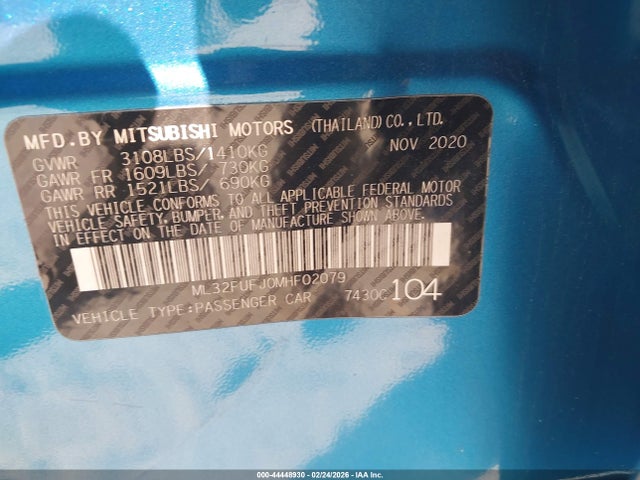 MFD.BY MITSUBISHI MOTORS (THAILAND)CO.,LTD.
GVWR 3108LBS/1410KG NOV 2020
GAWR FR 1609LBS/ 730KG
GAWR RR 1521LBS/ 690KG
THIS VEHICLE CONFORMS TO ALL APPLICABLE FEDERAL MOTOR
VEHICLE SAFETY, BUMPER, AND THEFT PREVENTION STANDARDS
IN EFFECT ON THE DATE OF MANUFACTURE SHOWN ABOVE.
ML32FUFJ0MHF02079
VEHICLE TYPE:PASSENGER CAR 7430C 104
000-44448930 - 02/24/2026 - IAA Inc.